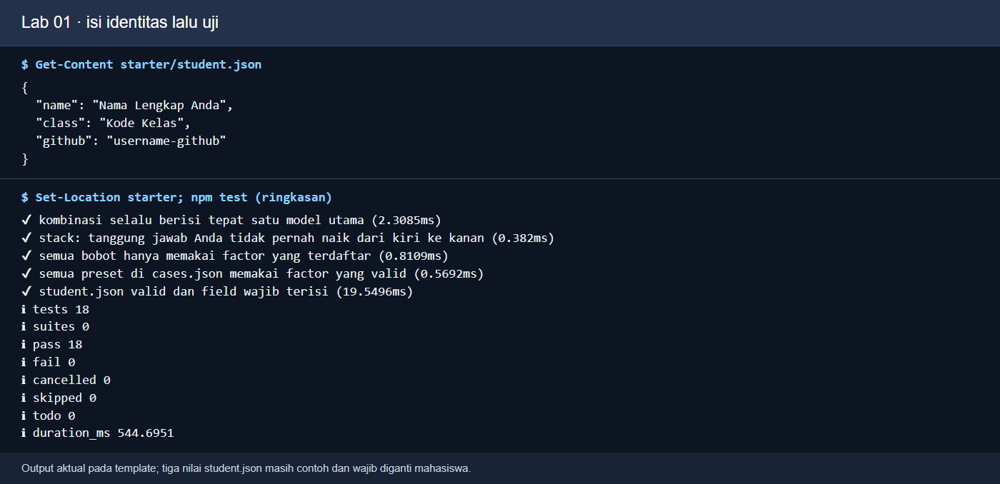 Lab 01 · isi identitas lalu uji
$ Get-Content starter/student.json
{
  "name": "Nama Lengkap Anda",
  "class": "Kode Kelas",
  "github": "username-github"
}
$ Set-Location starter; npm test (ringkasan)
✔ kombinasi selalu berisi tepat satu model utama (2.3085ms)
✔ stack: tanggung jawab Anda tidak pernah naik dari kiri ke kanan (0.382ms)
✔ semua bobot hanya memakai factor yang terdaftar (0.8109ms)
✔ semua preset di cases.json memakai factor yang valid (0.5692ms)
✔ student.json valid dan field wajib terisi (19.5496ms)
ℹ tests 18
ℹ suites 0
ℹ pass 18
ℹ fail 0
ℹ cancelled 0
ℹ skipped 0
ℹ todo 0
ℹ duration_ms 544.6951
Output aktual pada template; tiga nilai student.json masih contoh dan wajib diganti mahasiswa.